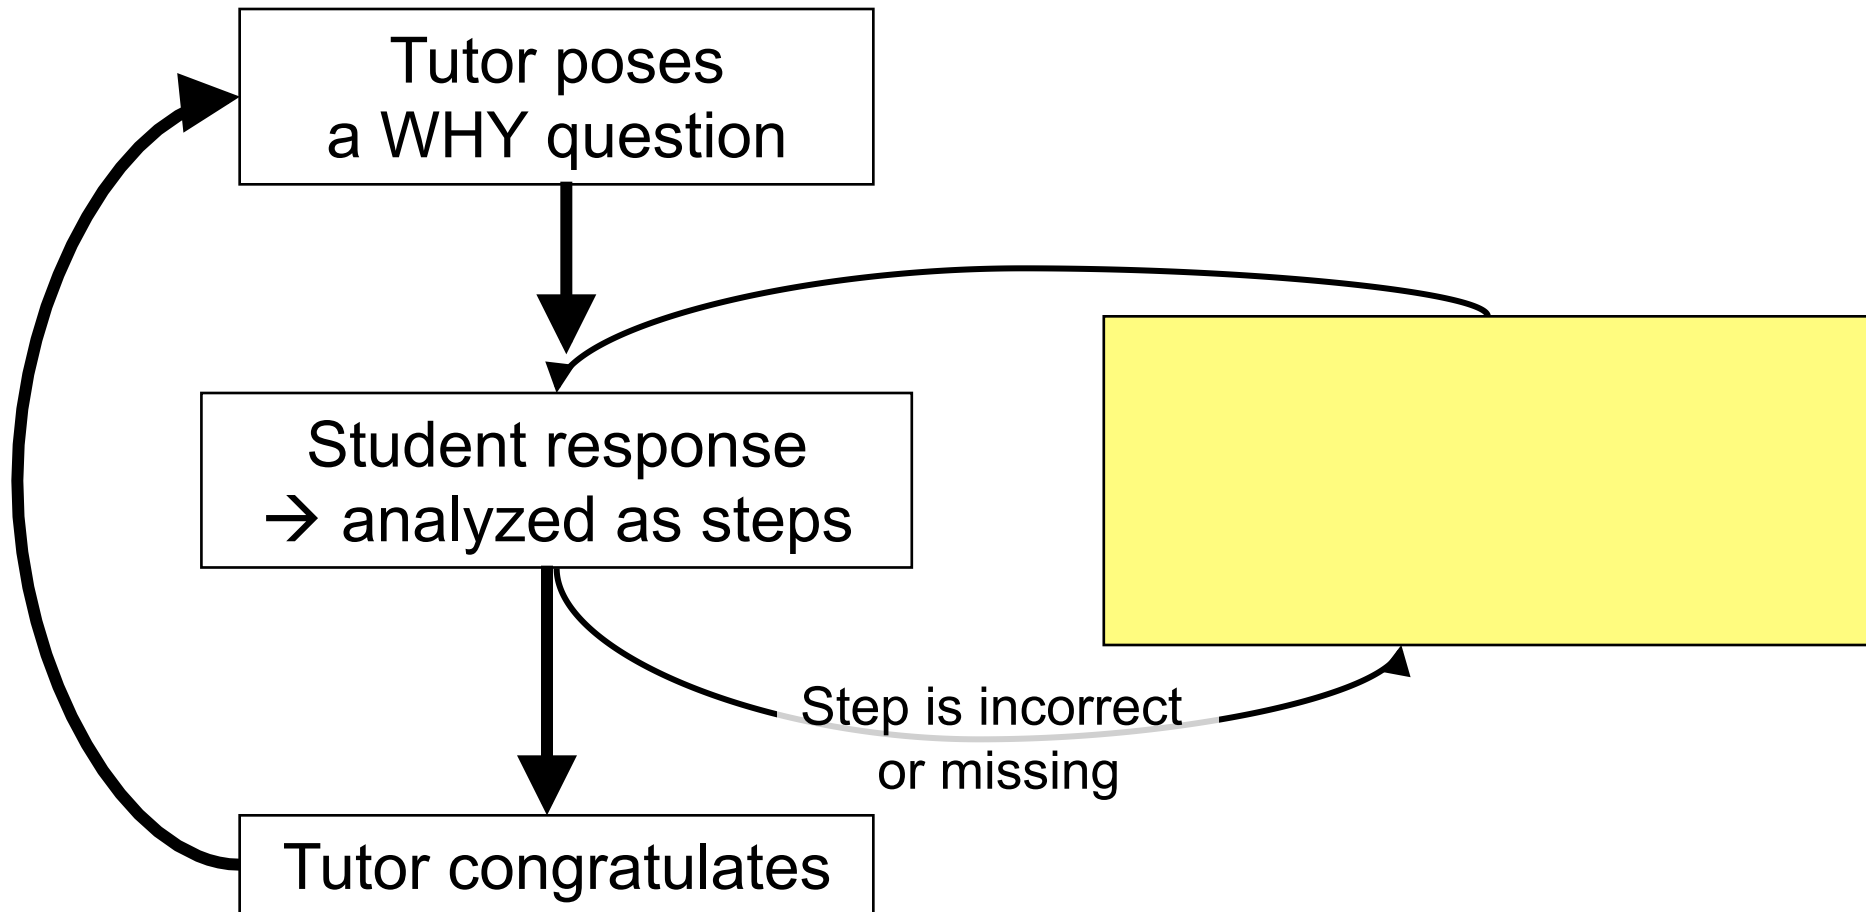 Tutor poses
a WHY question
Student response
→ analyzed as steps
Step is incorrect
or missing
Tutor congratulates